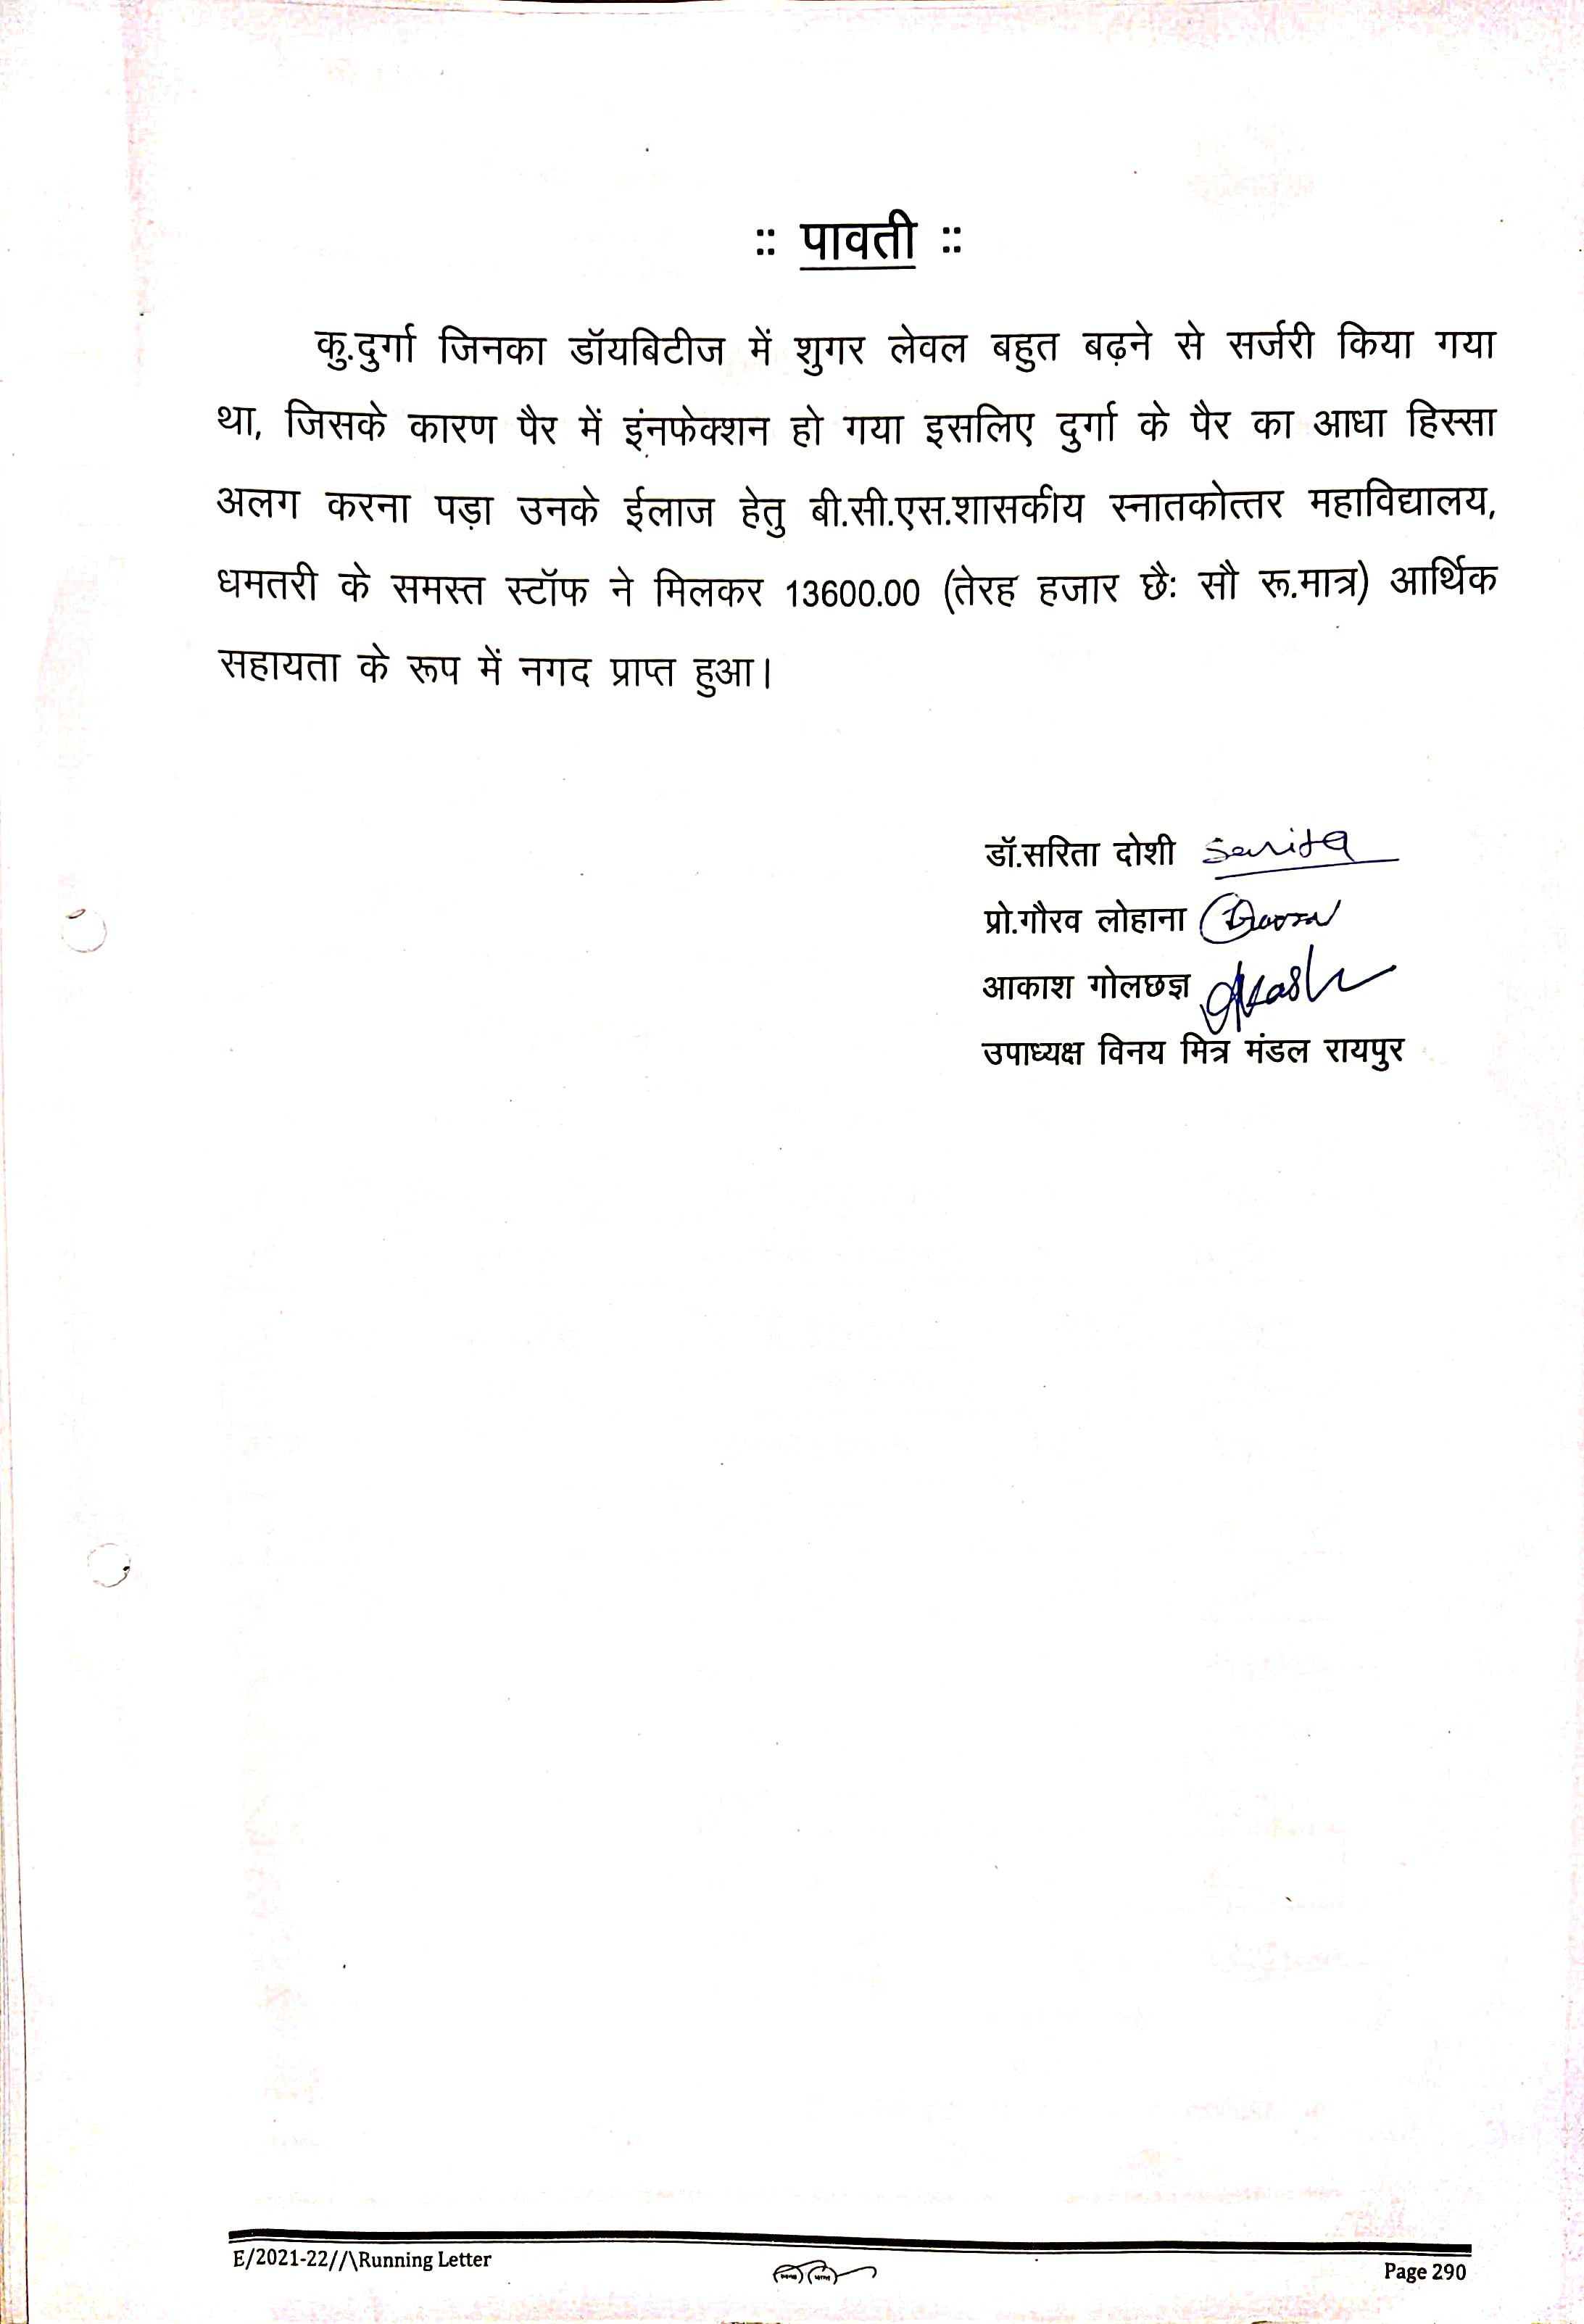 :: पावती ::
कु.दुर्गा जिनका डॉयबिटीज में शुगर लेवल बहुत बढ़ने से सर्जरी किया गया
था, जिसके कारण पैर में इंनफेक्शन हो गया इसलिए दुर्गा के पैर का आधा हिस्सा
अलग करना पड़ा उनके ईलाज हेतु बी.सी.एस.शासकीय स्नातकोत्तर महाविद्यालय,
धमतरी के समस्त स्टॉफ ने मिलकर 13600.00 (तेरह हजार छै: सौ रू.मात्र) आर्थिक
सहायता के रूप में नगद प्राप्त हुआ।
डॉ.सरिता दोशी Sarita
प्रो.गौरव लोहाना
आकाश गोलछज्ञ Akash
उपाध्यक्ष विनय मित्र मंडल रायपुर
E/2021-22//\Running Letter
Page 290